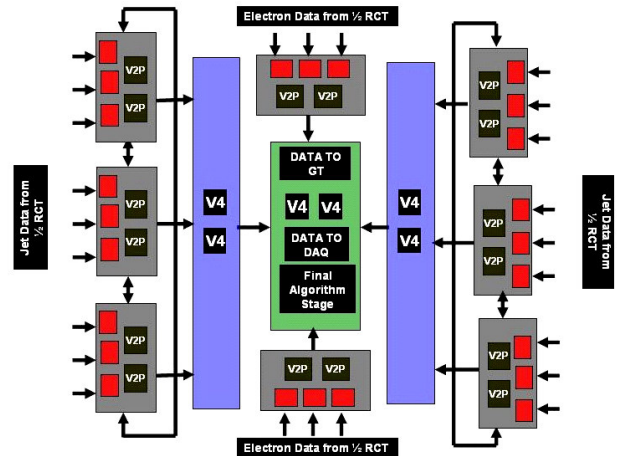 Electron Data from ½ RCT
V2P
V2P
V2P
V2P
V2P
V2P
V2P
V2P
DATA TO
GT
Jet Data from
½ RCT
V2P
V2P
V4
V4
V4
V4
DATA TO
DAQ
V4
V4
V2P
V2P
Jet Data from
½ RCT
Final
Algorithm
Stage
V2P
V2P
V2P
V2P
V2P
V2P
Electron Data from ½ RCT